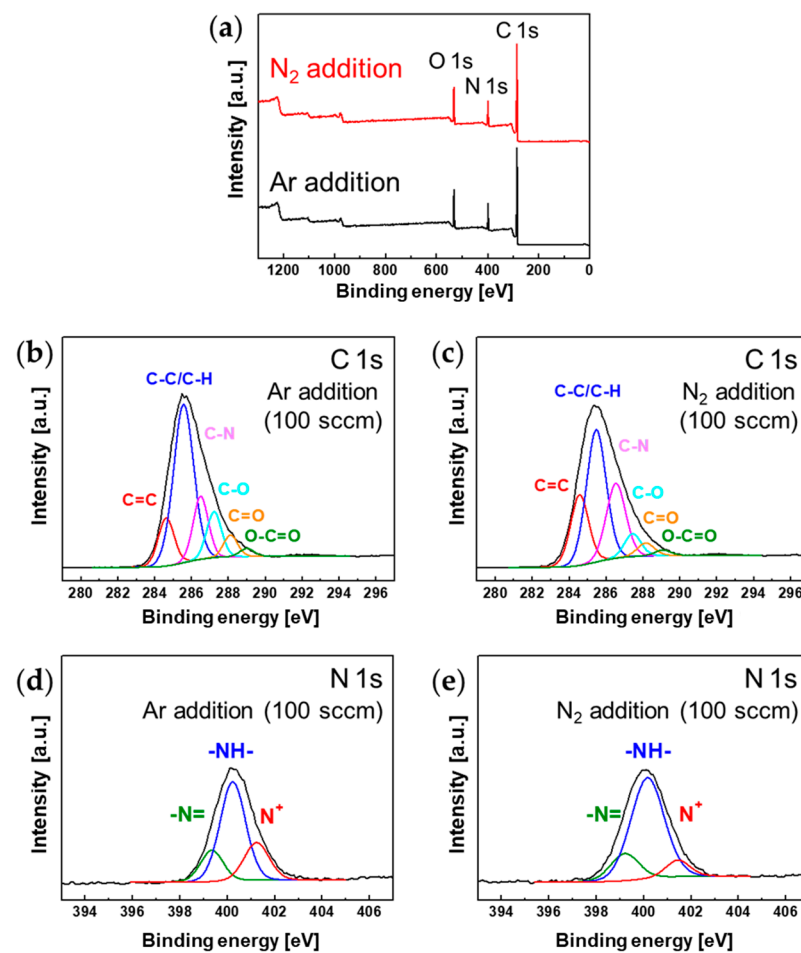 (a)
C 1s
O 1s
N 1s
N₂ addition
Ar addition
Intensity [a.u.]
1200 1000 800 600 400 200 0
Binding energy [eV]
(b)
C 1s
Ar addition
(100 sccm)
C-C/C-H
C-N
C=C
C-O
C=O
O-C=O
Intensity [a.u.]
280 282 284 286 288 290 292 294 296
Binding energy [eV]
(c)
C 1s
N₂ addition
(100 sccm)
C-C/C-H
C-N
C=C
C-O
C=O
O-C=O
Intensity [a.u.]
280 282 284 286 288 290 292 294 296
Binding energy [eV]
(d)
N 1s
Ar addition (100 sccm)
-NH-
-N=
N⁺
Intensity [a.u.]
394 396 398 400 402 404 406
Binding energy [eV]
(e)
N 1s
N₂ addition (100 sccm)
-NH-
-N=
N⁺
Intensity [a.u.]
394 396 398 400 402 404 406
Binding energy [eV]